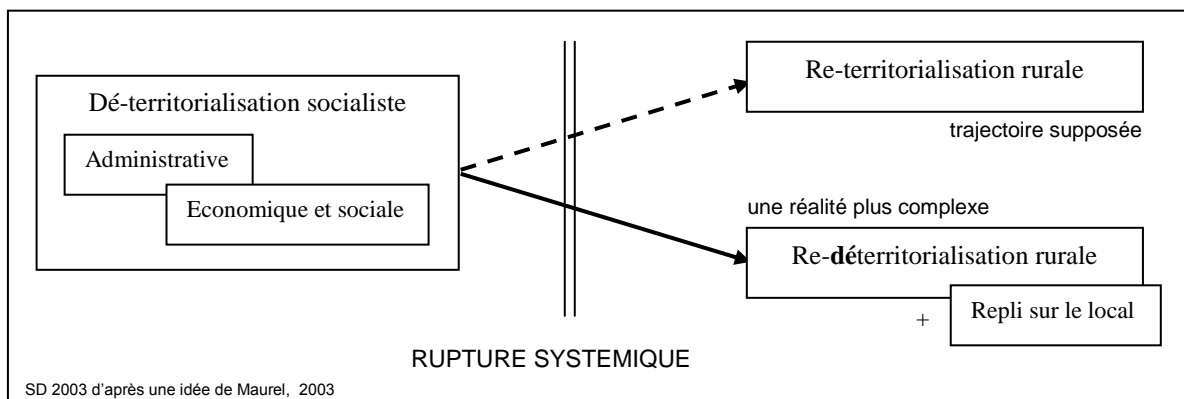 Dé-territorialisation socialiste
Administrative
Economique et sociale
Re-territorialisation rurale
trajectoire supposée
une réalité plus complexe
Re-déterritorialisation rurale
+
Repli sur le local
RUPTURE SYSTEMIQUE
SD 2003 d’après une idée de Maurel, 2003